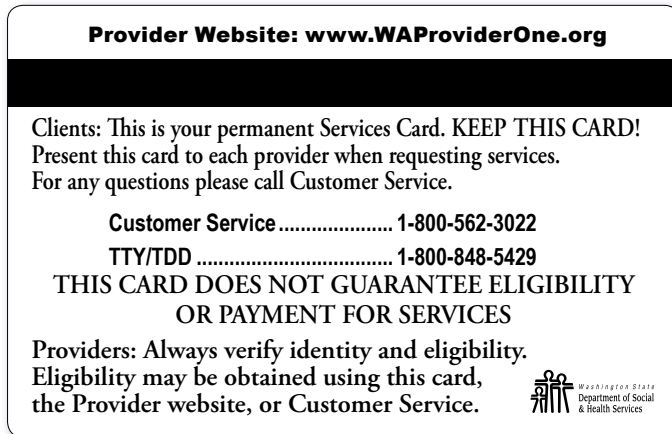 Provider Website: www.WAProviderOne.org
Clients: This is your permanent Services Card. KEEP THIS CARD!
Present this card to each provider when requesting services.
For any questions please call Customer Service.
Customer Service..................... 1-800-562-3022
TTY/TDD .................................... 1-800-848-5429
THIS CARD DOES NOT GUARANTEE ELIGIBILITY
OR PAYMENT FOR SERVICES
Providers: Always verify identity and eligibility.
Eligibility may be obtained using this card,
the Provider website, or Customer Service.
Washington State
Department of Social
& Health Services